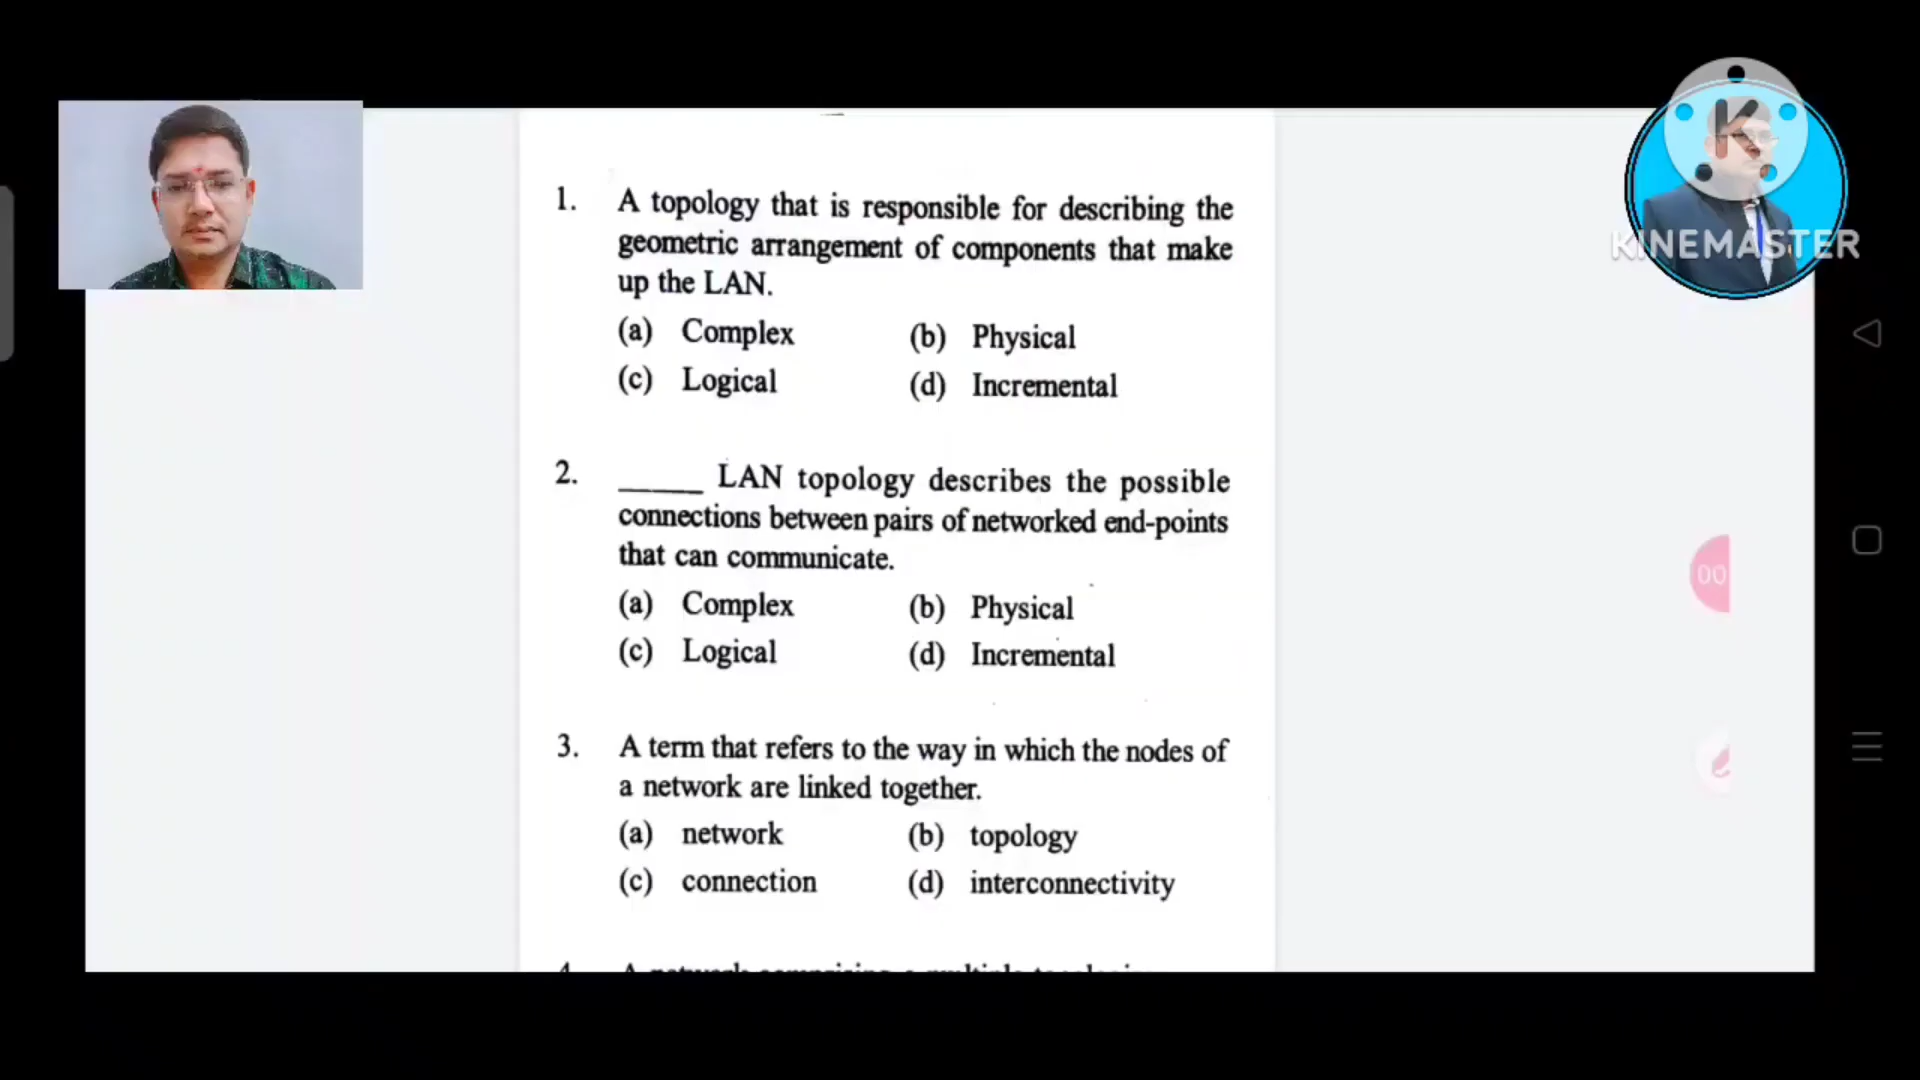 KINEMASTER
1. A topology that is responsible for describing the
geometric arrangement of components that make
up the LAN.
(a) Complex (b) Physical
(c) Logical (d) Incremental
2. _____ LAN topology describes the possible
connections between pairs of networked end-points
that can communicate.
(a) Complex (b) Physical
(c) Logical (d) Incremental
00
3. A term that refers to the way in which the nodes of
a network are linked together.
(a) network (b) topology
(c) connection (d) interconnectivity